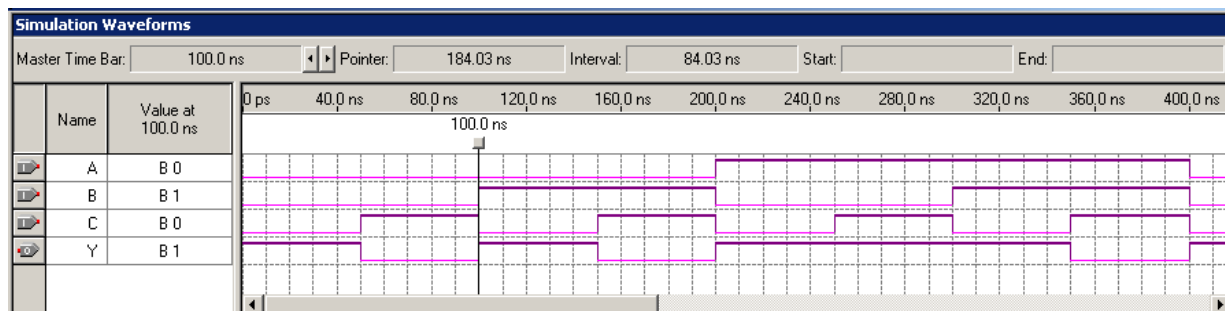 Simulation Waveforms
Master Time Bar: 100.0 ns Pointer: 184.03 ns Interval: 84.03 ns Start: End:
Name Value at 100.0 ns
0 ps 40.0 ns 80.0 ns 120.0 ns 160.0 ns 200.0 ns 240.0 ns 280.0 ns 320.0 ns 360.0 ns 400.0 ns
100.0 ns
A B 0
B B 1
C B 0
Y B 1